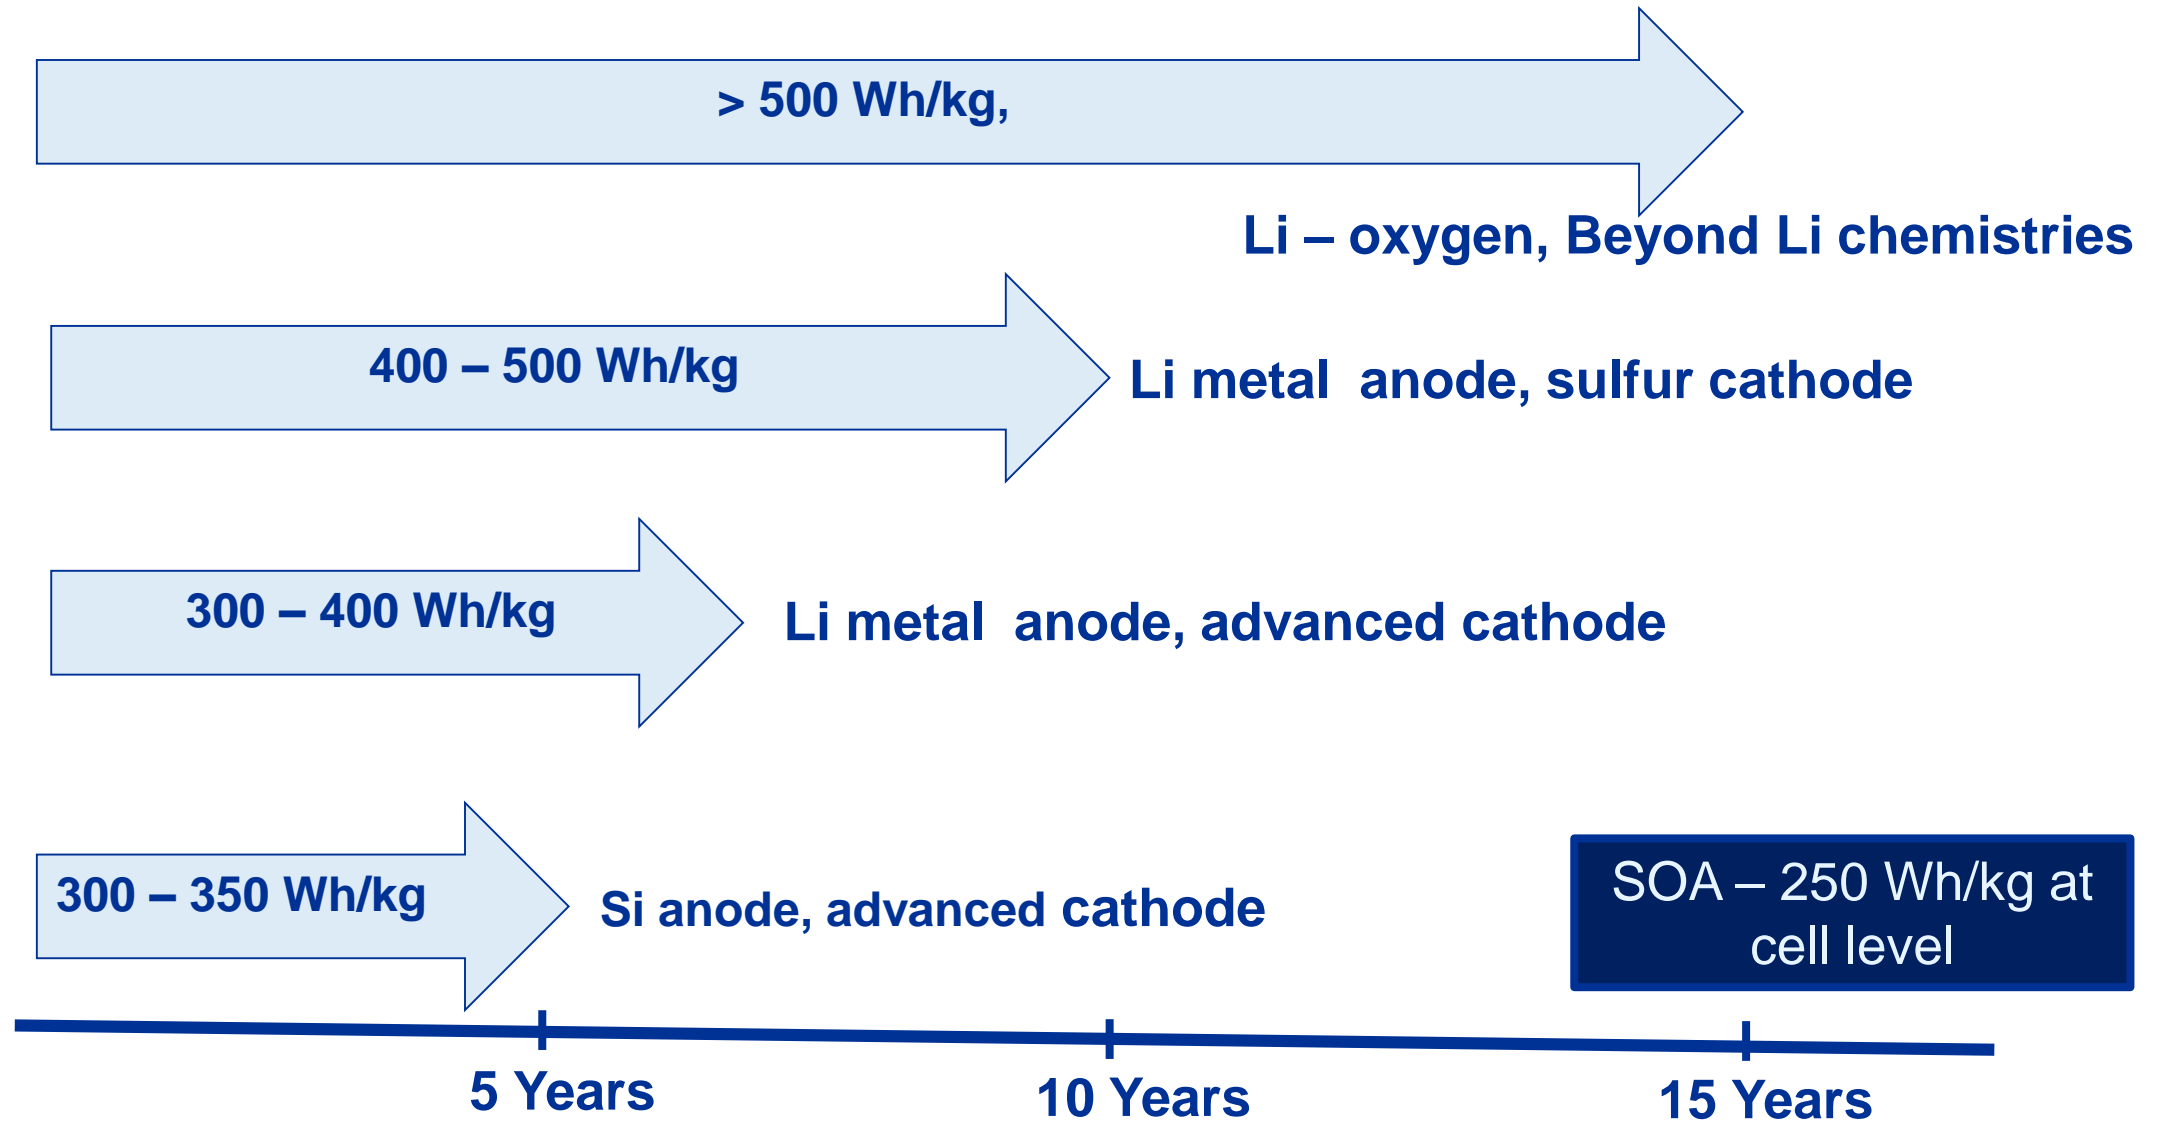 > 500 Wh/kg,
Li – oxygen, Beyond Li chemistries
400 – 500 Wh/kg
Li metal  anode, sulfur cathode
300 – 400 Wh/kg
Li metal  anode, advanced cathode
300 – 350 Wh/kg
Si anode, advanced cathode
SOA – 250 Wh/kg at
cell level
5 Years
10 Years
15 Years